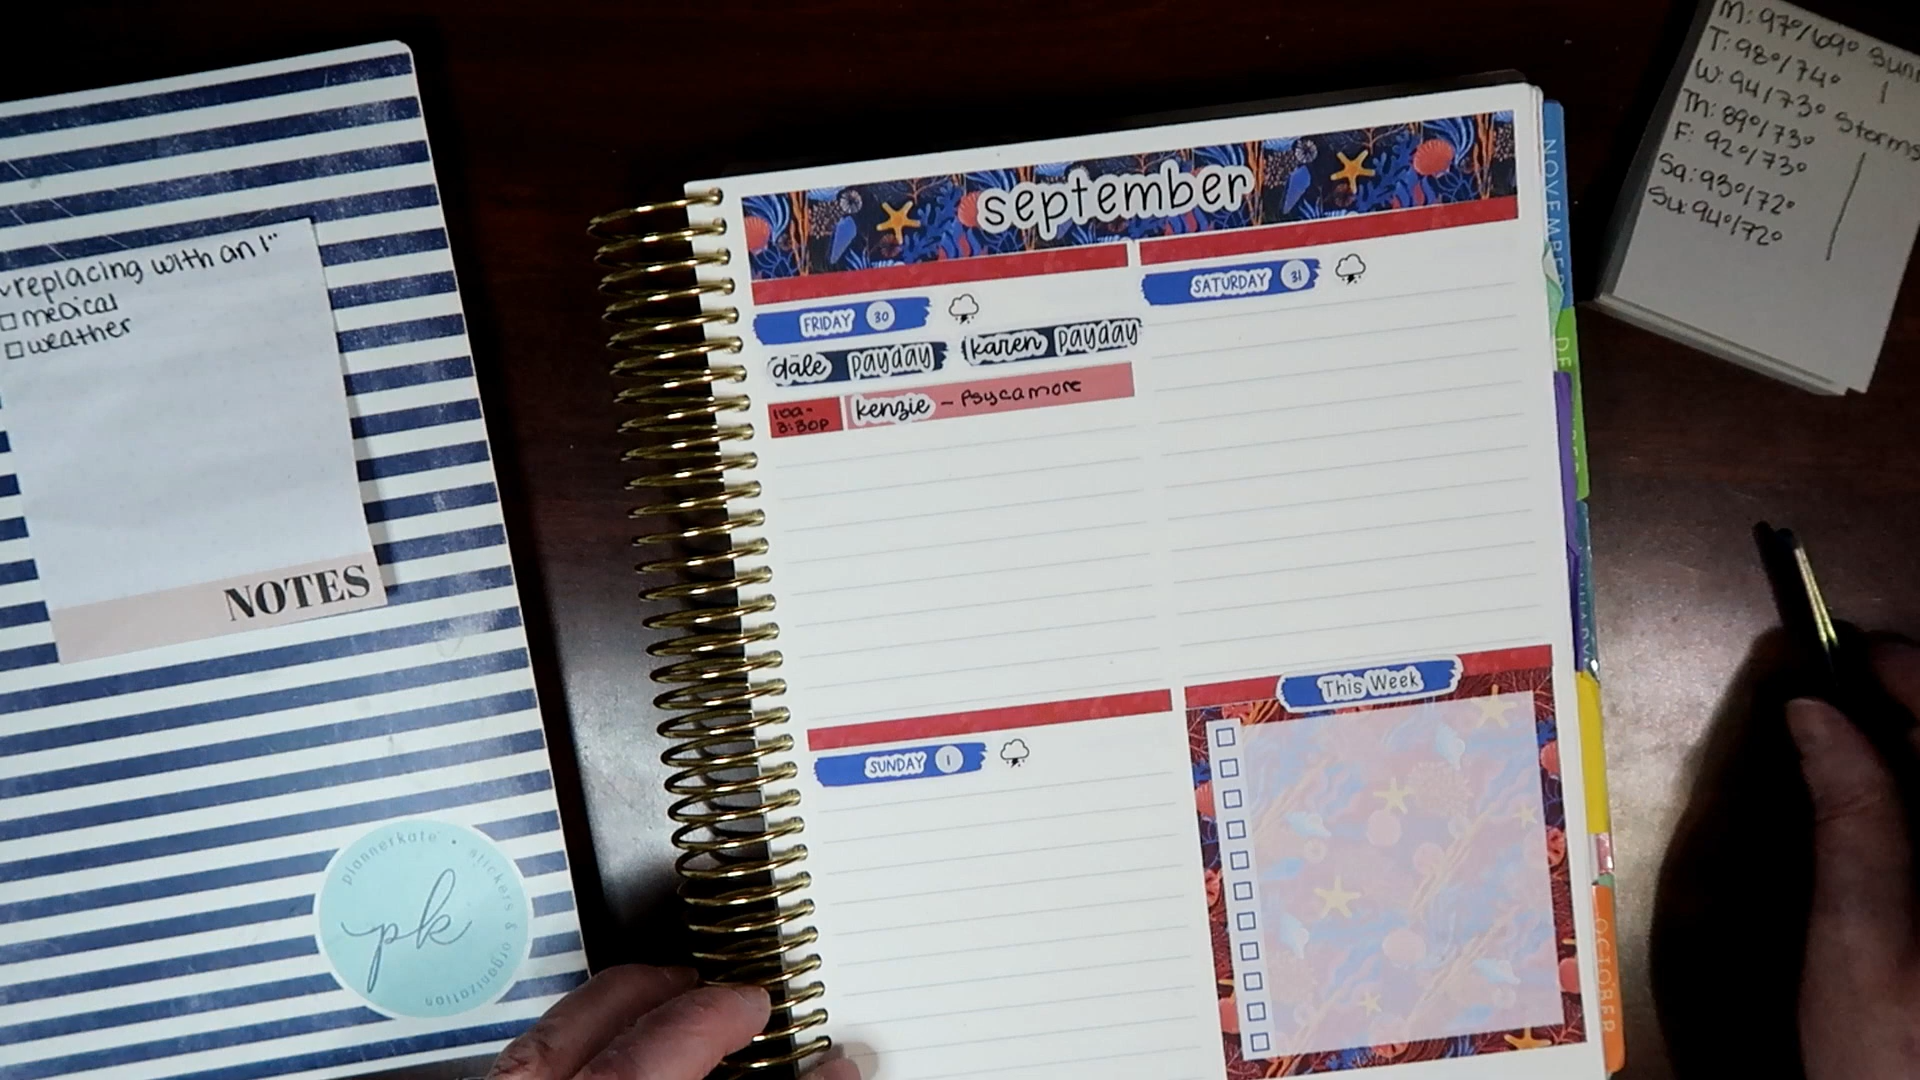 replacing with an 1"
medical
weather
NOTES
plannerkate • stickers & organization
pk
september
FRIDAY 30
dale payday
karen payday
10a-
3:30p
kenzie - Psycamore
SATURDAY 31
SUNDAY 1
This Week
M: 97°/69° Sunn
T: 98°/74°
W: 94/73° Storms
Th: 89°/73°
F: 92°/73°
Sa: 93°/72°
Su: 94°/72°
NOVEMBER
OCTOBER